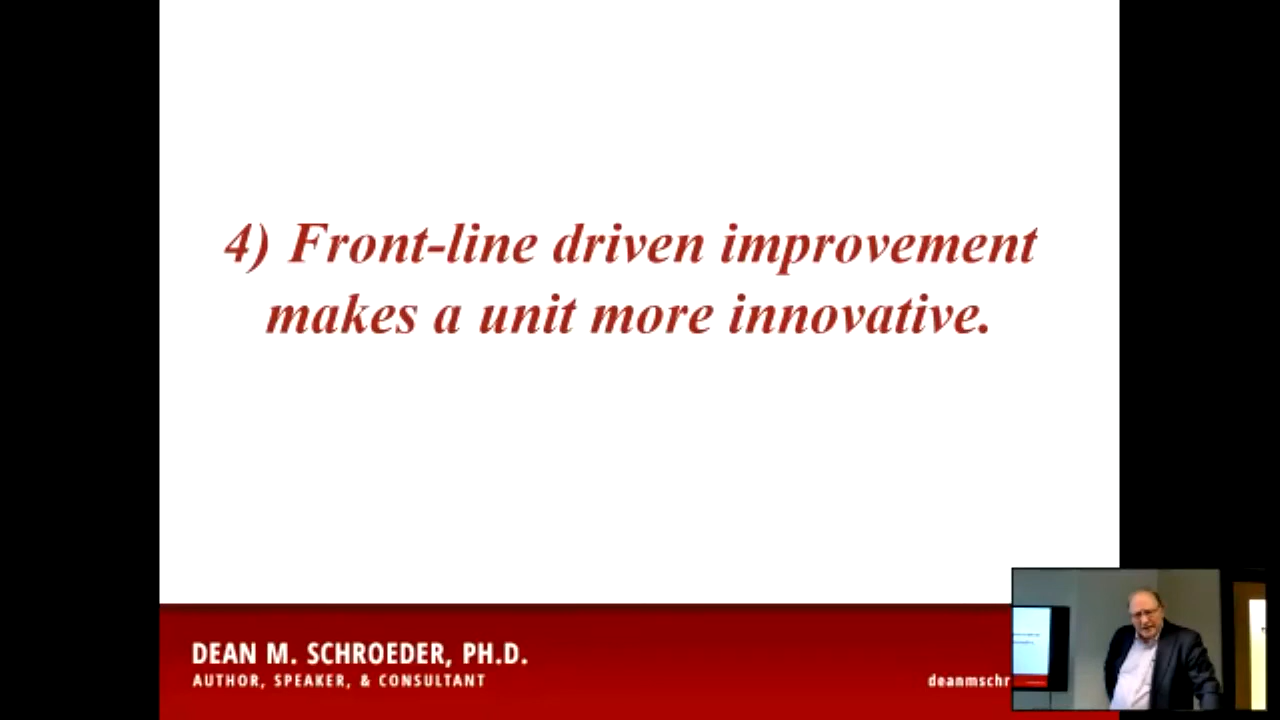 4) Front-line driven improvement
makes a unit more innovative.
DEAN M. SCHROEDER, PH.D.
AUTHOR, SPEAKER, & CONSULTANT
deanmschr